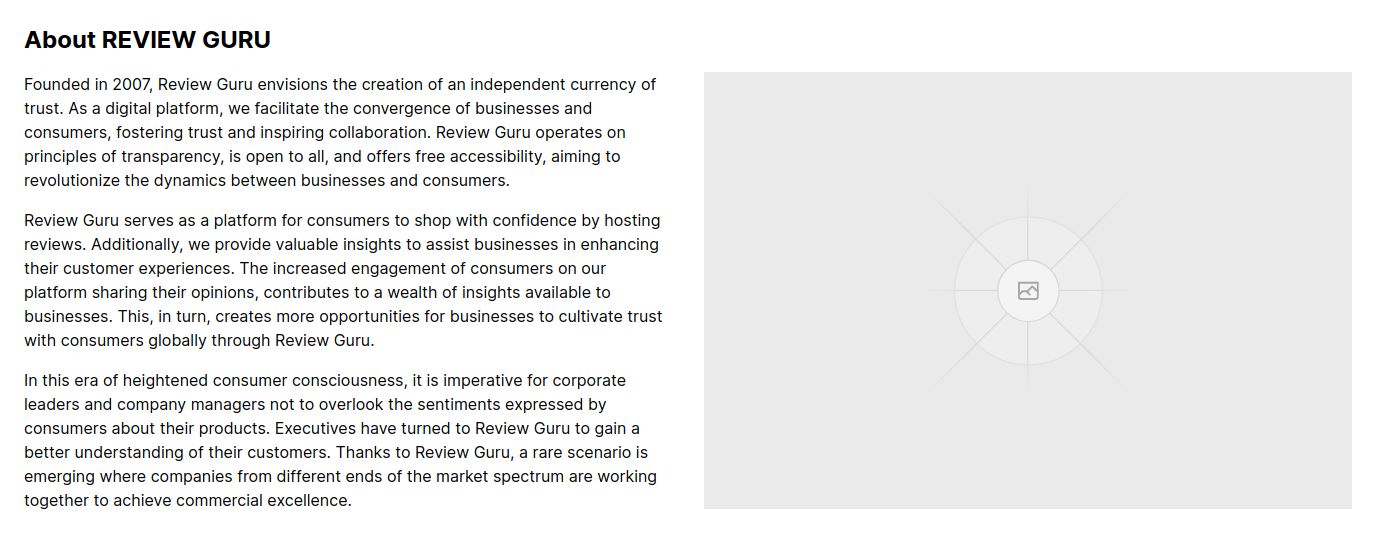 About REVIEW GURU
Founded in 2007, Review Guru envisions the creation of an independent currency of
trust. As a digital platform, we facilitate the convergence of businesses and
consumers, fostering trust and inspiring collaboration. Review Guru operates on
principles of transparency, is open to all, and offers free accessibility, aiming to
revolutionize the dynamics between businesses and consumers.
Review Guru serves as a platform for consumers to shop with confidence by hosting
reviews. Additionally, we provide valuable insights to assist businesses in enhancing
their customer experiences. The increased engagement of consumers on our
platform sharing their opinions, contributes to a wealth of insights available to
businesses. This, in turn, creates more opportunities for businesses to cultivate trust
with consumers globally through Review Guru.
In this era of heightened consumer consciousness, it is imperative for corporate
leaders and company managers not to overlook the sentiments expressed by
consumers about their products. Executives have turned to Review Guru to gain a
better understanding of their customers. Thanks to Review Guru, a rare scenario is
emerging where companies from different ends of the market spectrum are working
together to achieve commercial excellence.